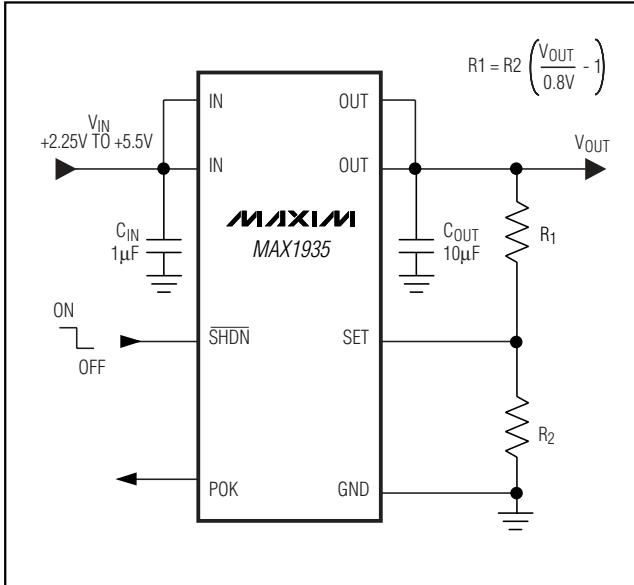 R1 = R2 (VOUT/0.8V - 1)
IN
OUT
VIN
+2.25V TO +5.5V
IN
OUT
VOUT
MAXIM
MAX1935
CIN
1µF
COUT
10µF
R1
ON
OFF
SHDN
SET
R2
POK
GND